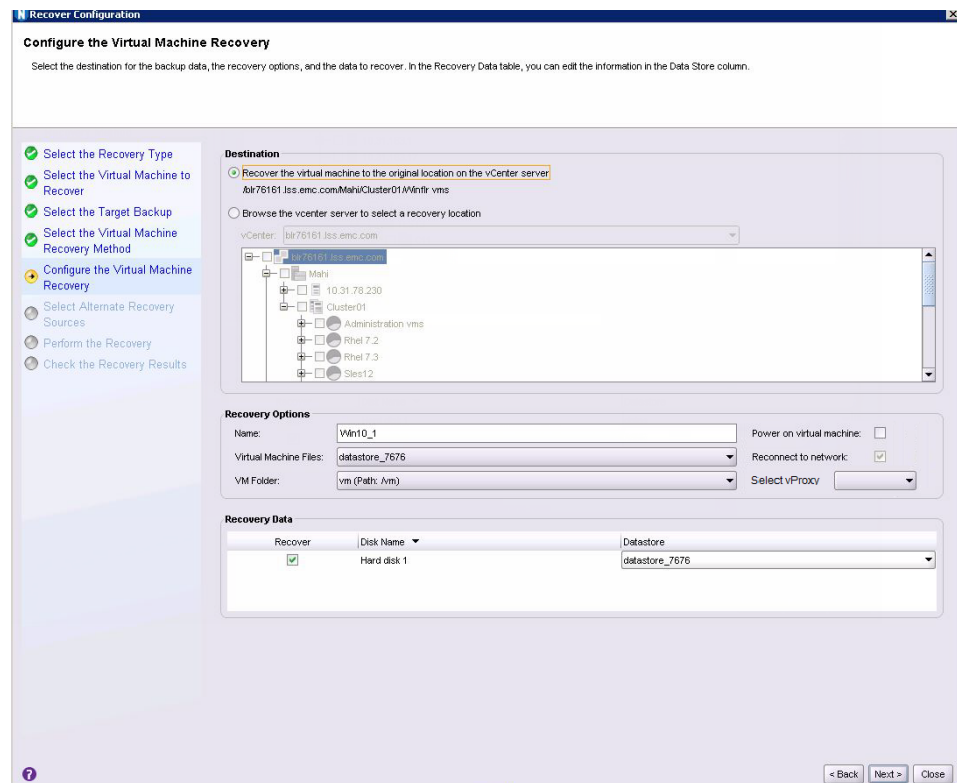 Recover Configuration
Configure the Virtual Machine Recovery
Select the destination for the backup data, the recovery options, and the data to recover. In the Recovery Data table, you can edit the information in the Data Store column.
Select the Recovery Type
Select the Virtual Machine to
Recover
Select the Target Backup
Select the Virtual Machine
Recovery Method
Configure the Virtual Machine
Recovery
Select Alternate Recovery
Sources
Perform the Recovery
Check the Recovery Results
Destination
Recover the virtual machine to the original location on the vCenter server
/blr76161.lss.emc.com/Mahi/Cluster01/Winflr vms
Browse the vcenter server to select a recovery location
vCenter: blr76161.lss.emc.com
blr76161.lss.emc.com
Mahi
10.31.78.230
Cluster01
Administration vms
Rhel 7.2
Rhel 7.3
Sles12
Recovery Options
Name: Win10_1 Power on virtual machine:
Virtual Machine Files: datastore_7676 Reconnect to network:
VM Folder: vm (Path: /vm) Select vProxy
Recovery Data
Recover Disk Name Datastore
Hard disk 1 datastore_7676
< Back Next > Close